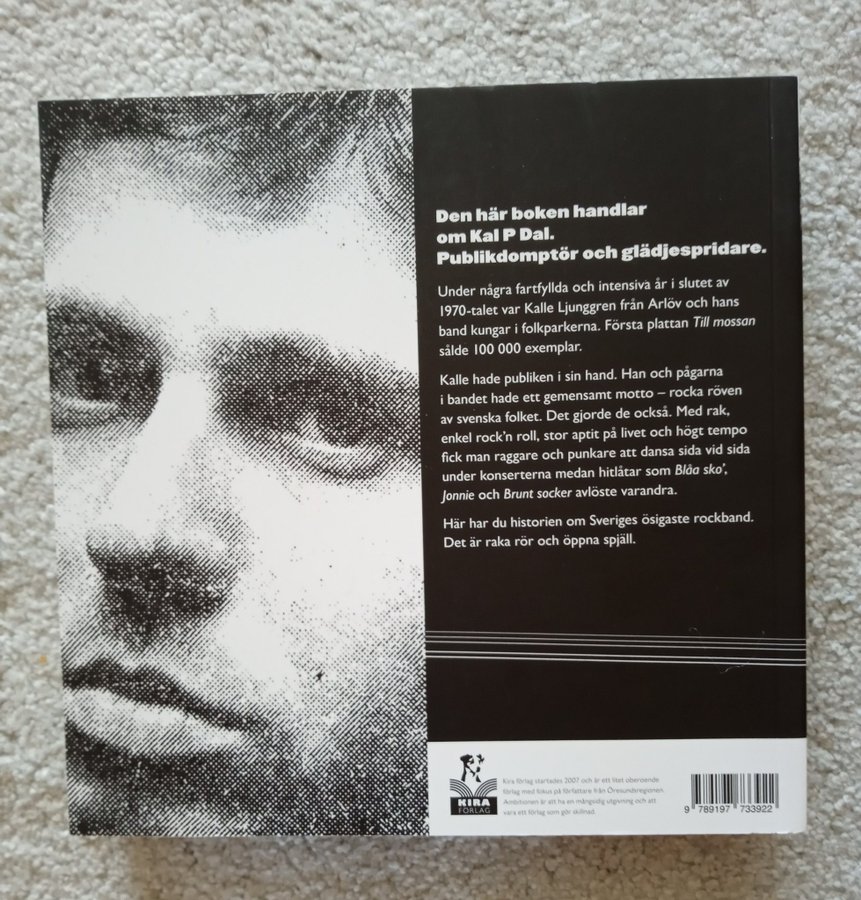 Den här boken handlar
om Kal P Dal.
Publikdomptör och glädjespridare.
Under några fartfyllda och intensiva år i slutet av
1970-talet var Kalle Ljunggren från Arlöv och hans
band kungar i folkparkerna. Första plattan Till mossan
sålde 100 000 exemplar.
Kalle hade publiken i sin hand. Han och pågarna
i bandet hade ett gemensamt motto – rocka röven
av svenska folket. Det gjorde de också. Med rak,
enkel rock’n roll, stor aptit på livet och högt tempo
fick man raggare och punkare att dansa sida vid sida
under konserterna medan hitlåtar som Blåa sko’,
Jonnie och Brunt socker avlöste varandra.
Här har du historien om Sveriges ösigaste rockband.
Det är raka rör och öppna spjäll.
KIRA
FÖRLAG
Kira förlag startades 2007 och är ett litet oberoende
förlag med fokus på författare från Öresundsregionen.
Ambitionen är att ha en mångsidig utgivning och att
vara ett förlag som gör skillnad.
9 789197 733922